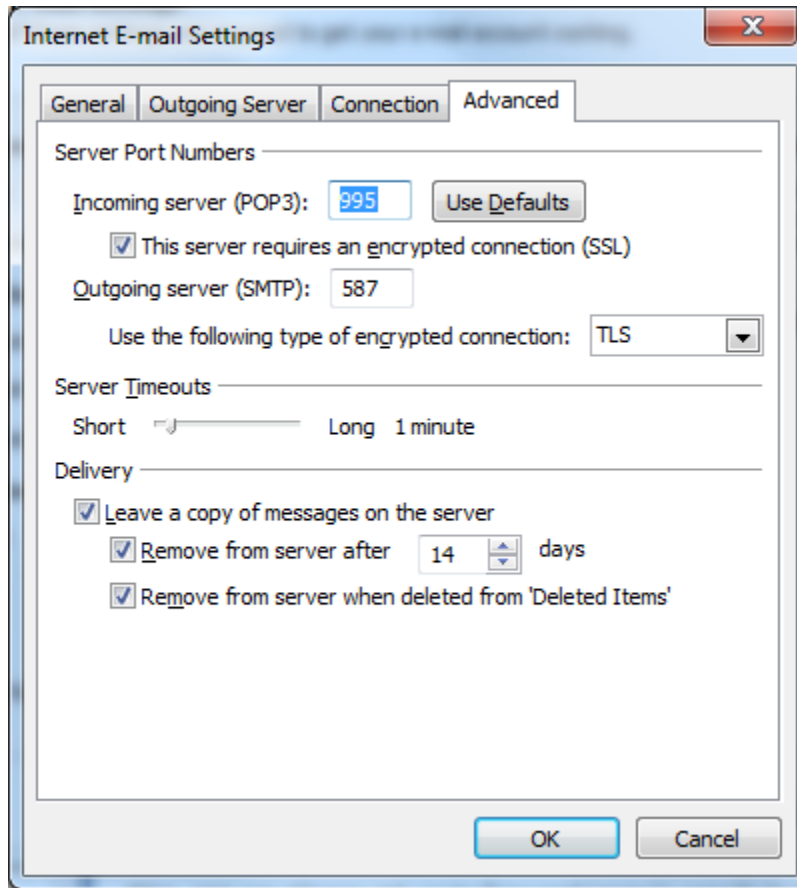 Internet E-mail Settings
General Outgoing Server Connection Advanced
Server Port Numbers
Incoming server (POP3): 995 Use Defaults
This server requires an encrypted connection (SSL)
Outgoing server (SMTP): 587
Use the following type of encrypted connection: TLS
Server Timeouts
Short Long 1 minute
Delivery
Leave a copy of messages on the server
Remove from server after 14 days
Remove from server when deleted from 'Deleted Items'
OK Cancel